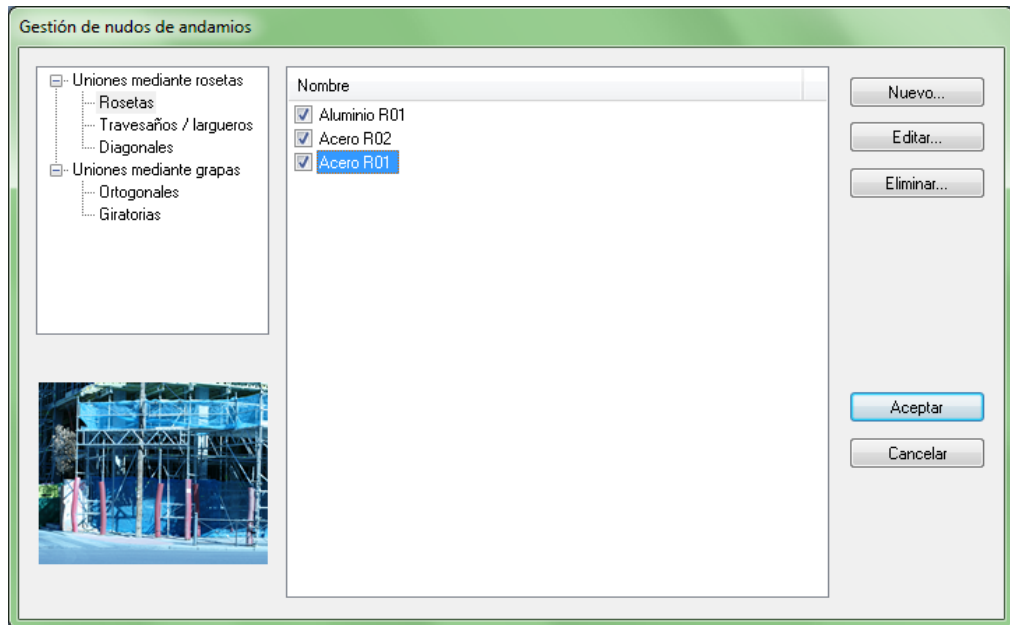 Gestión de nudos de andamios
Uniones mediante rosetas
Rosetas
Travesaños / largueros
Diagonales
Uniones mediante grapas
Ortogonales
Giratorias
Nombre
Aluminio R01
Acero R02
Acero R01
Nuevo...
Editar...
Eliminar...
Aceptar
Cancelar